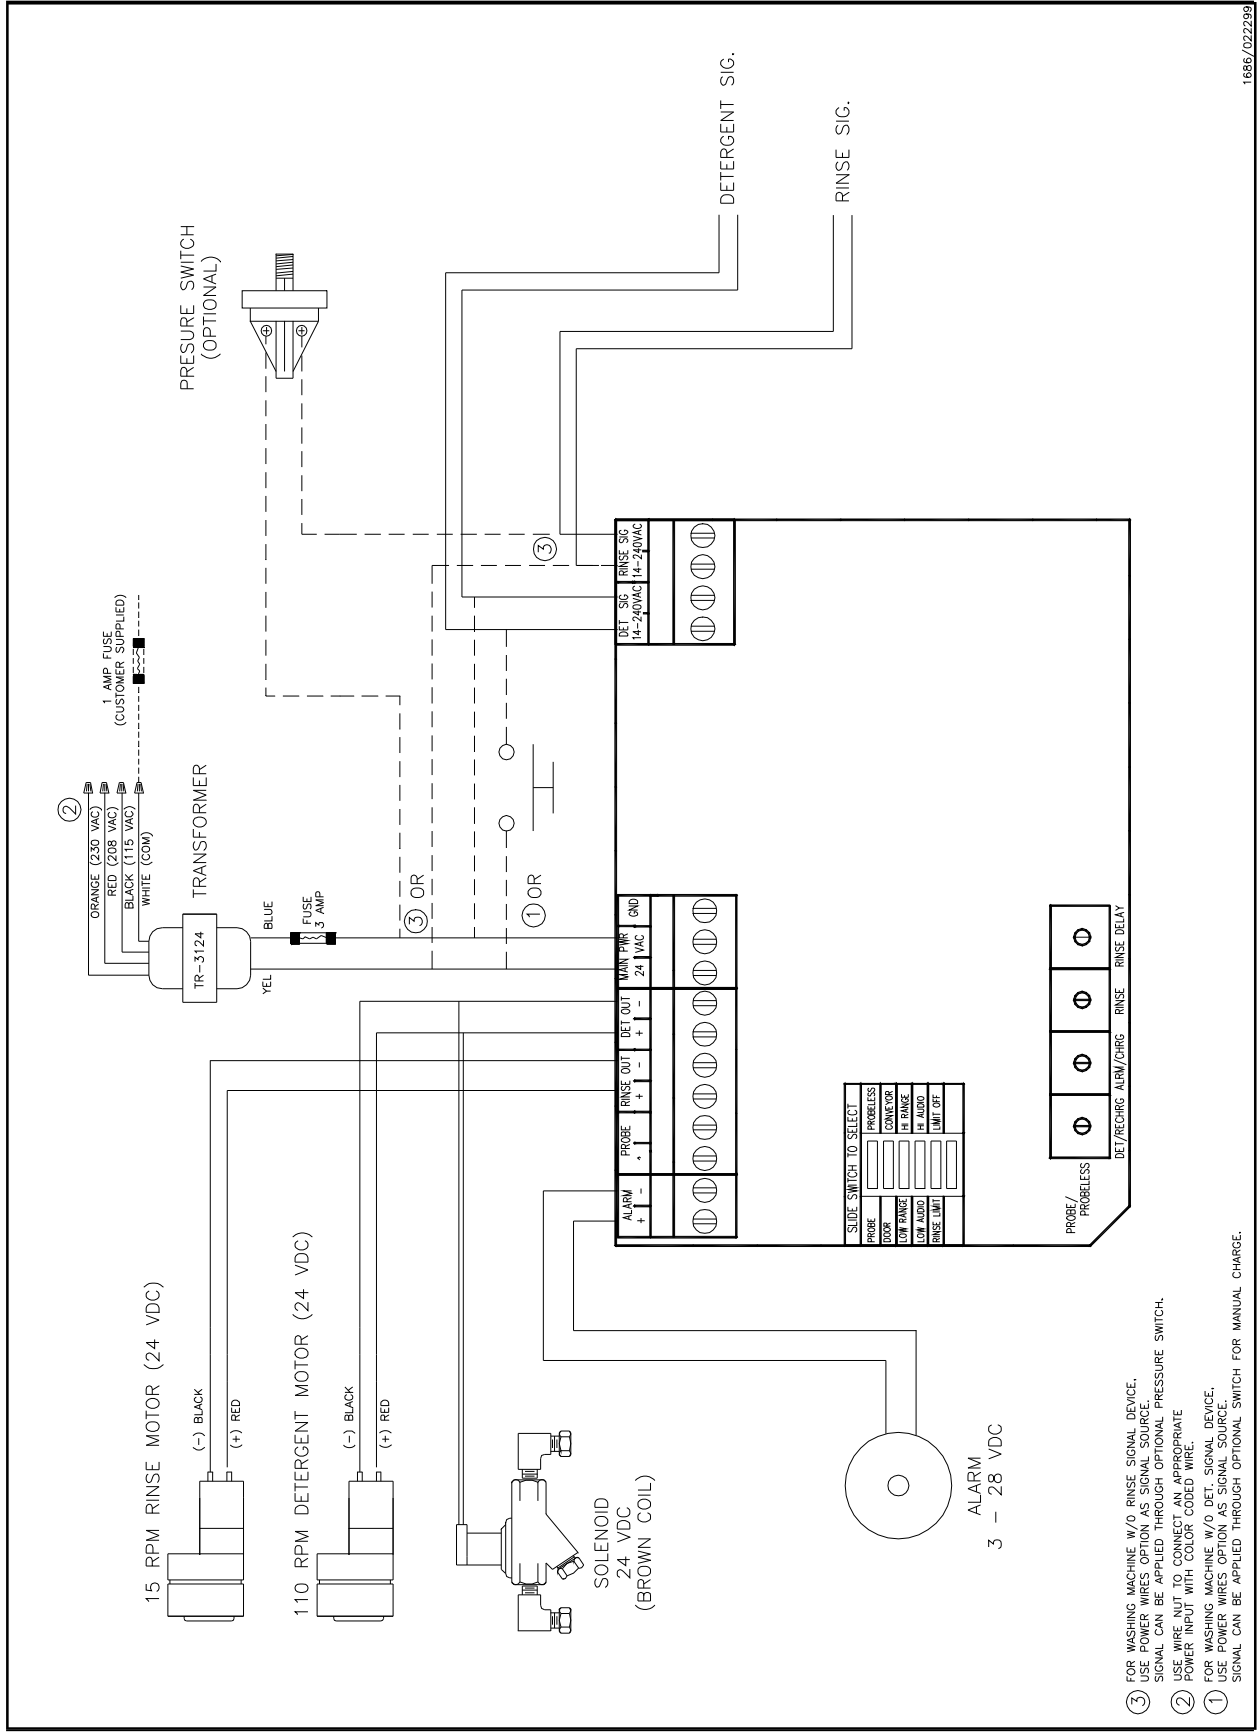 1686/022299
DETERGENT SIG.
RINSE SIG.
PRESURE SWITCH
(OPTIONAL)
1 AMP FUSE
(CUSTOMER SUPPLIED)
2
ORANGE (230 VAC)
RED (208 VAC)
BLACK (115 VAC)
WHITE (COM)
TRANSFORMER
TR-3124
BLUE
YEL
FUSE
3 AMP
3 OR
1 OR
3
RINSE SIG
14-240VAC
DET SIG
14-240VAC
GND
MAIN PWR
24 VAC
DET OUT
+ -
RINSE OUT
+ -
PROBE
ALARM
+ -
15 RPM RINSE MOTOR (24 VDC)
(-) BLACK
(+) RED
110 RPM DETERGENT MOTOR (24 VDC)
(-) BLACK
(+) RED
SOLENOID
24 VDC
(BROWN COIL)
ALARM
3 - 28 VDC
SLIDE SWITCH TO SELECT
PROBE PROBELESS
DOOR CONVEYOR
LOW RANGE HI RANGE
LOW AUDIO HI AUDIO
RINSE LIMIT LIMIT OFF
PROBE/
PROBELESS
DET/RECHRG ALRM/CHRG RINSE RINSE DELAY
3 FOR WASHING MACHINE W/O RINSE SIGNAL DEVICE,
USE POWER WIRES OPTION AS SIGNAL SOURCE.
SIGNAL CAN BE APPLIED THROUGH OPTIONAL PRESSURE SWITCH.
2 USE WIRE NUT TO CONNECT AN APPROPRIATE
POWER INPUT WITH COLOR CODED WIRE.
1 FOR WASHING MACHINE W/O DET. SIGNAL DEVICE,
USE POWER WIRES OPTION AS SIGNAL SOURCE.
SIGNAL CAN BE APPLIED THROUGH OPTIONAL SWITCH FOR MANUAL CHARGE.